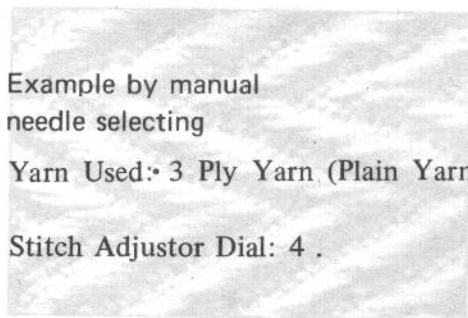 Example by manual
needle selecting
Yarn Used:• 3 Ply Yarn (Plain Yarn
Stitch Adjustor Dial: 4 .